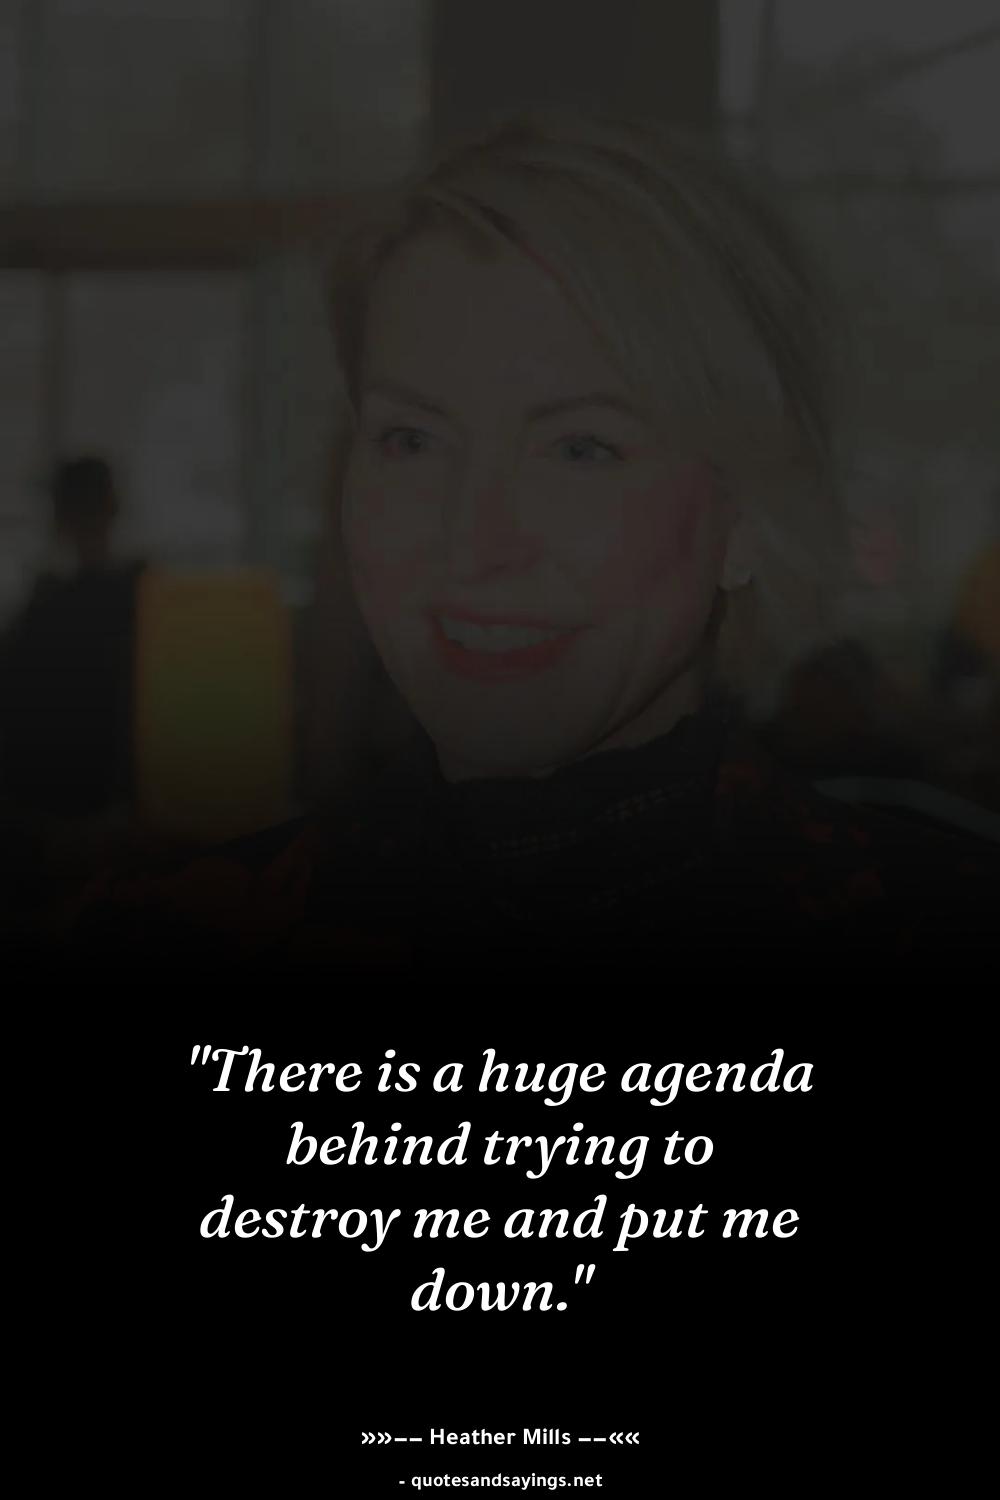 "There is a huge agenda
behind trying to
destroy me and put me
down."
»»−− Heather Mills −−««
- quotesandsayings.net